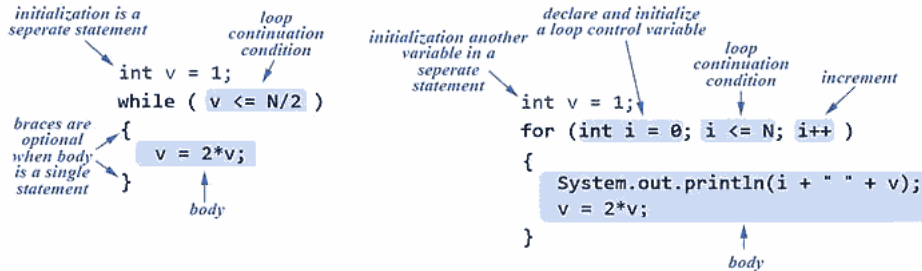 initialization is a
seperate statement
loop
continuation
condition
int v = 1;
while ( v <= N/2 )
{
v = 2*v;
}
braces are
optional
when body
is a single
statement
body
initialization another
variable in a
seperate
statement
declare and initialize
a loop control variable
loop
continuation
condition
increment
int v = 1;
for (int i = 0; i <= N; i++ )
{
System.out.println(i + " " + v);
v = 2*v;
}
body